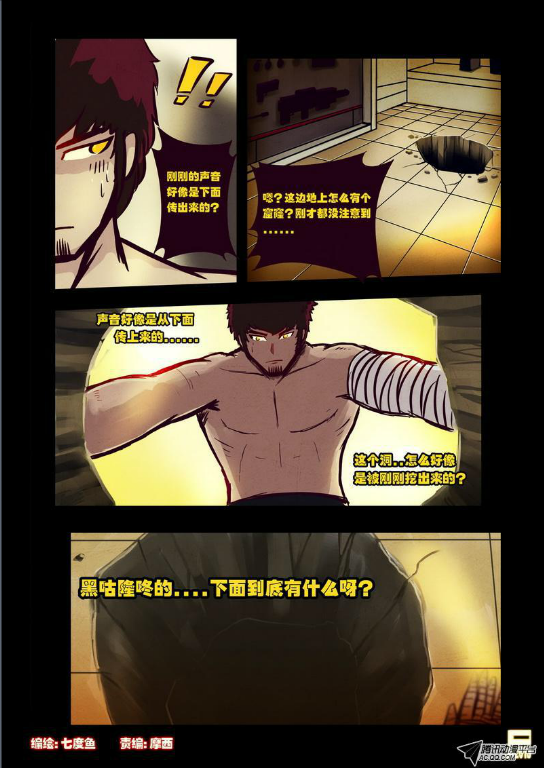 !!
刚刚的声音
好像是下面
传出来的?
嗯?这边地上怎么有个
窟窿?刚才都没注意到
......
声音好像是从下面
传上来的......
这个洞..怎么好像
是被刚刚挖出来的?
黑咕隆咚的....下面到底有什么呀?
编绘:七度鱼 责编:摩西
腾讯动漫平台
AC.QQ.COM